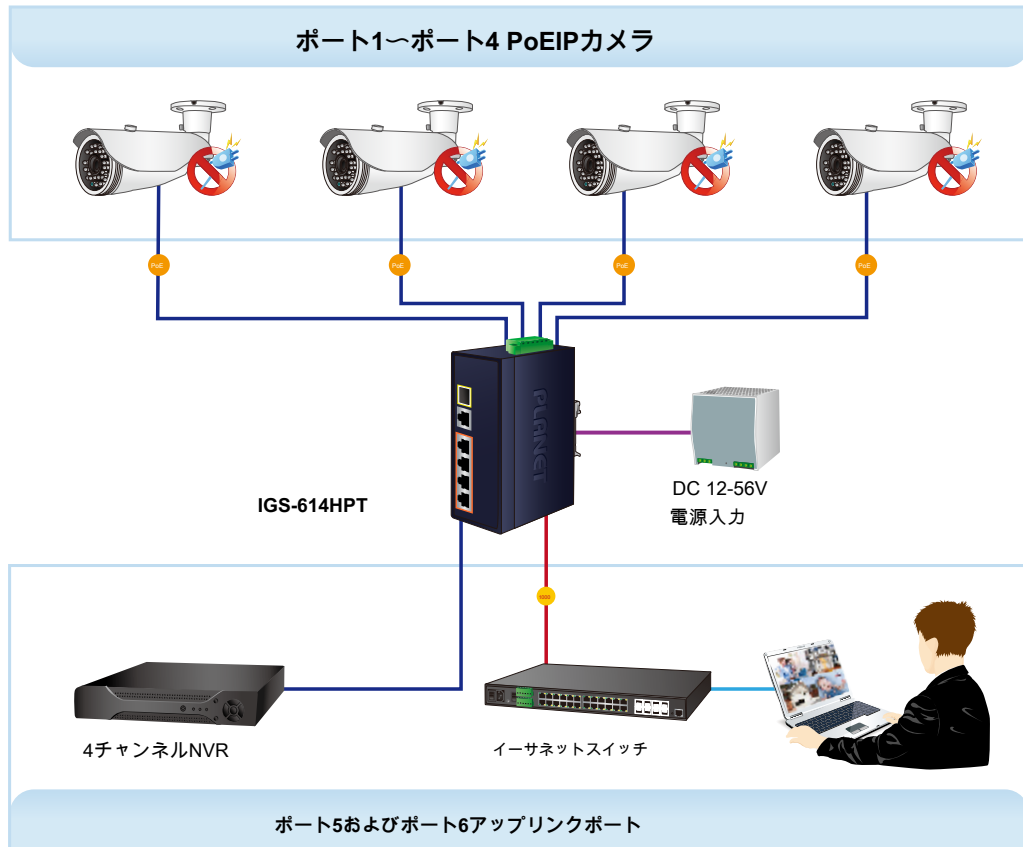 ポート1〜ポート4 PoEIPカメラ
PoE
PoE
PoE
PoE
PLANET
IGS-614HPT
DC 12-56V
電源入力
1000
4チャンネルNVR
イーサネットスイッチ
ポート5およびポート6アップリンクポート